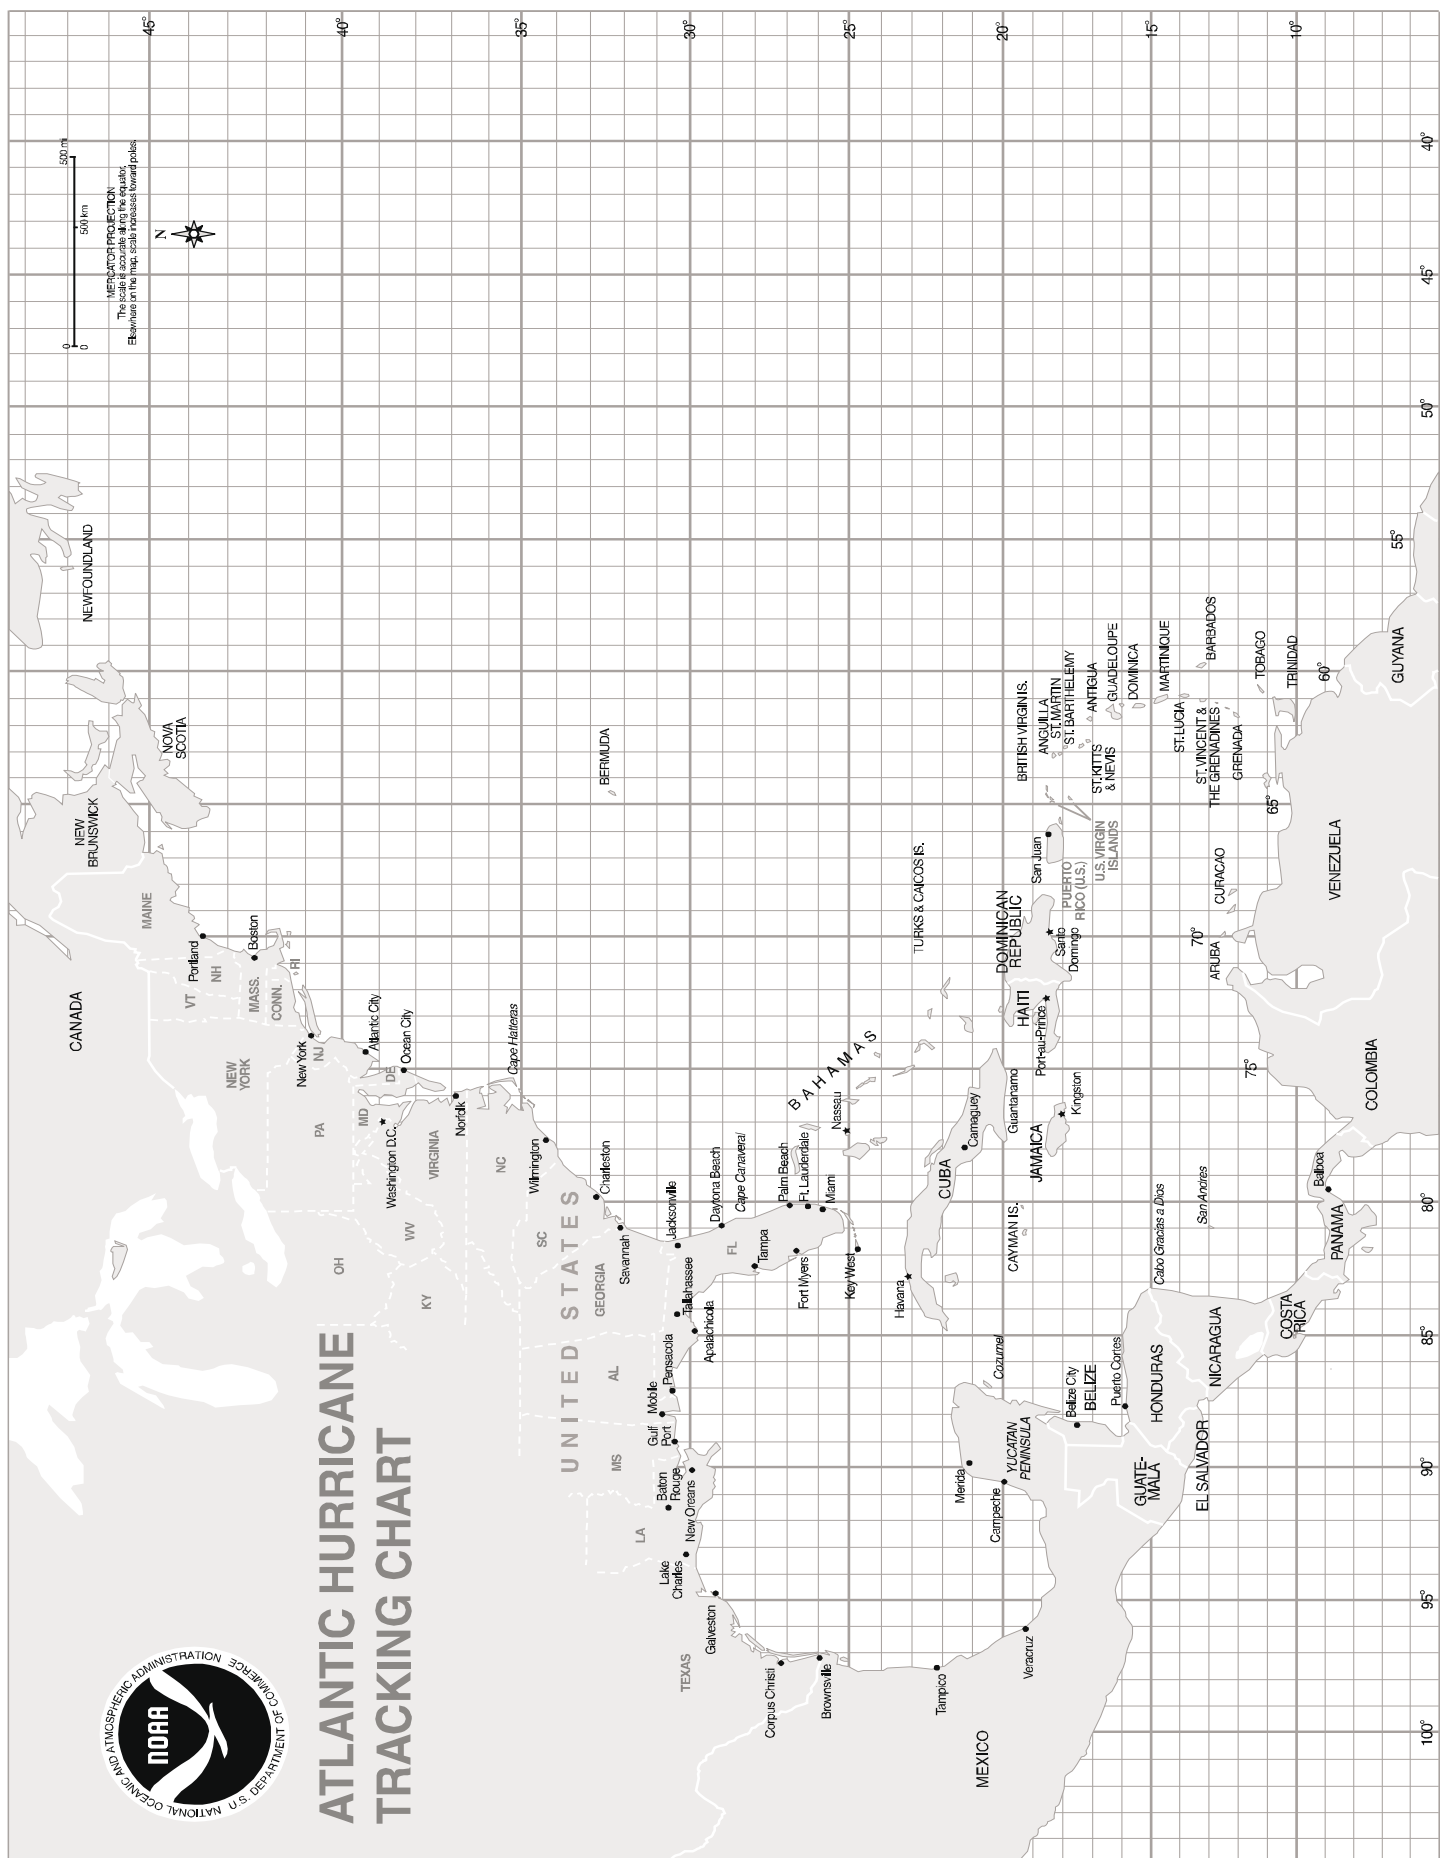 ATLANTIC HURRICANE
TRACKING CHART
NATIONAL OCEANIC AND ATMOSPHERIC ADMINISTRATION
U.S. DEPARTMENT OF COMMERCE
NOAA
0
500 mi
0
500 km
MERCATOR PROJECTION
The scale is accurate along the equator.
Elsewhere on the map, scale increases toward poles.
N
45°
40°
35°
30°
25°
20°
15°
10°
100°
95°
90°
85°
80°
75°
70°
65°
60°
55°
50°
45°
40°
CANADA
NEW
BRUNSWICK
NOVA
SCOTIA
NEWFOUNDLAND
MAINE
Portland
Boston
VT
NH
MASS.
CONN.
RI
NEW
YORK
New York
NJ
Atlantic City
Ocean City
PA
MD
DE
Washington D.C.
VIRGINIA
Norfolk
OH
WV
KY
NC
Cape Hatteras
Wilmington
SC
Charleston
UNITED STATES
GEORGIA
Savannah
AL
MS
LA
TEXAS
FL
Jacksonville
Daytona Beach
Cape Canaveral
Tallahassee
Apalachicola
Pensacola
Mobile
Gulf
Port
Baton
Rouge
New Orleans
Lake
Charles
Galveston
Corpus Christi
Brownsville
Tampa
Fort Myers
Palm Beach
Ft. Lauderdale
Miami
Key West
BERMUDA
BAHAMAS
Nassau
TURKS & CAICOS IS.
Havana
CUBA
Camaguey
Guantanamo
MEXICO
Tampico
Veracruz
Merida
Campeche
YUCATAN
PENINSULA
Cozumel
CAYMAN IS.
JAMAICA
Kingston
HAITI
Port-au-Prince
DOMINICAN
REPUBLIC
Santo
Domingo
San Juan
PUERTO
RICO (U.S.)
U.S. VIRGIN
ISLANDS
BRITISH VIRGIN IS.
ANGUILLA
ST. MARTIN
ST. BARTHELEMY
ST. KITTS
& NEVIS
ANTIGUA
GUADELOUPE
DOMINICA
MARTINIQUE
ST. LUCIA
ST. VINCENT &
THE GRENADINES
BARBADOS
GRENADA
TOBAGO
TRINIDAD
Belize City
BELIZE
Puerto Cortes
GUATE-
MALA
HONDURAS
EL SALVADOR
NICARAGUA
Cabo Gracias a Dios
San Andres
COSTA
RICA
PANAMA
Balboa
COLOMBIA
ARUBA
CURACAO
VENEZUELA
GUYANA